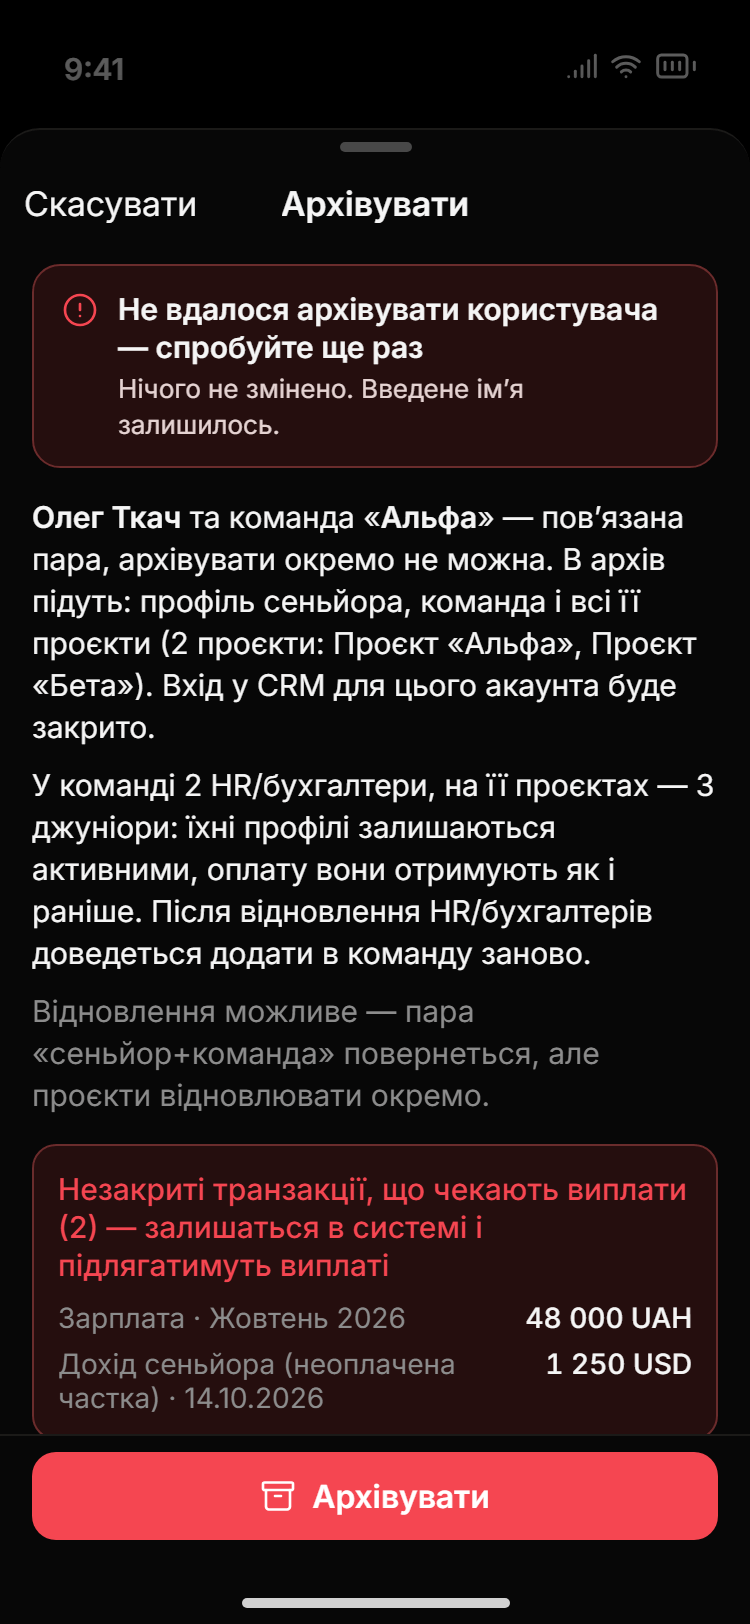 9:41
Скасувати
Архівувати
Не вдалося архівувати користувача
— спробуйте ще раз
Нічого не змінено. Введене ім’я
залишилось.
Олег Ткач та команда «Альфа» — пов’язана
пара, архівувати окремо не можна. В архів
підуть: профіль сеньйора, команда і всі її
проєкти (2 проєкти: Проєкт «Альфа», Проєкт
«Бета»). Вхід у CRM для цього акаунта буде
закрито.
У команді 2 HR/бухгалтери, на її проєктах — 3
джуніори: їхні профілі залишаються
активними, оплату вони отримують як і
раніше. Після відновлення HR/бухгалтерів
доведеться додати в команду заново.
Відновлення можливе — пара
«сеньйор+команда» повернеться, але
проєкти відновлювати окремо.
Незакриті транзакції, що чекають виплати
(2) — залишаться в системі і
підлягатимуть виплаті
Зарплата · Жовтень 2026 48 000 UAH
Дохід сеньйора (неоплачена 1 250 USD
частка) · 14.10.2026
Архівувати